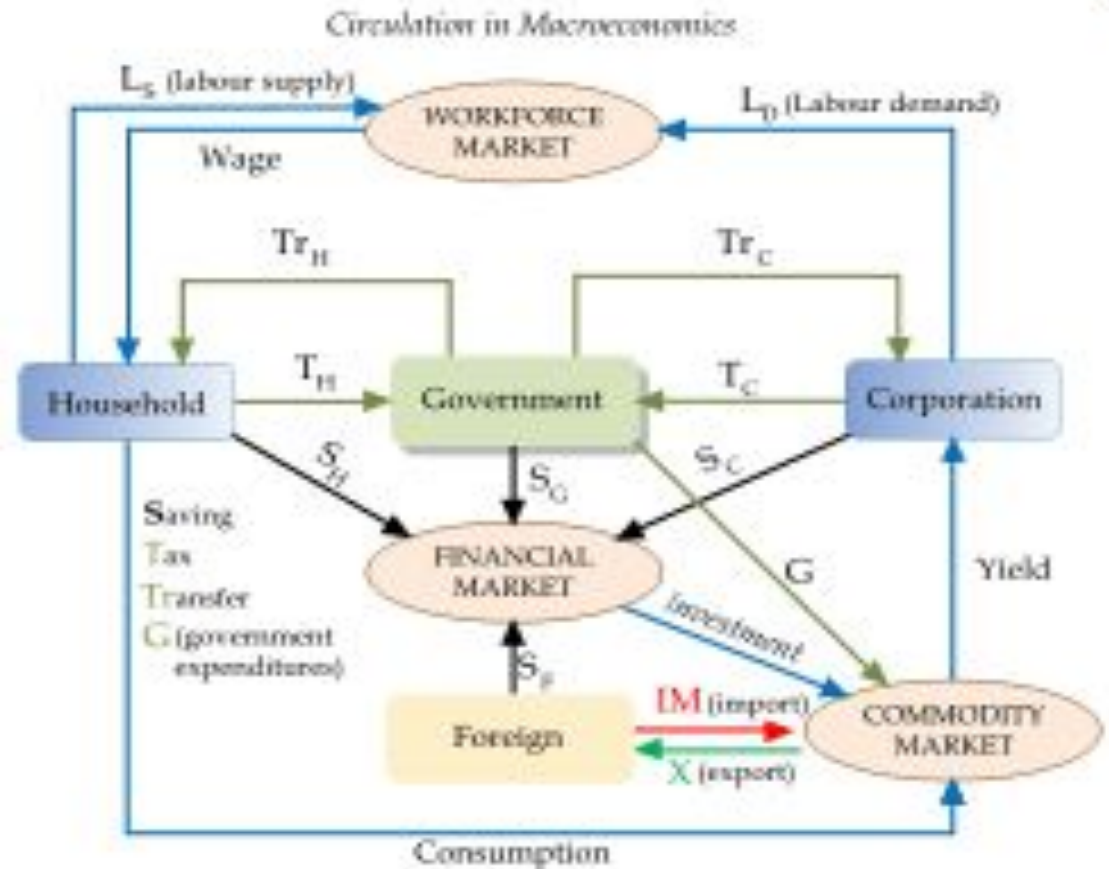 Circulation in Macroeconomics
L_S (labour supply)
WORKFORCE
MARKET
L_D (Labour demand)
Wage
Tr_H
Tr_C
Household
T_H
Government
T_C
Corporation
S_H
S_G
S_C
Saving
Tax
Transfer
G (government
expenditures)
FINANCIAL
MARKET
G
Yield
investment
S_F
Foreign
IM (import)
X (export)
COMMODITY
MARKET
Consumption